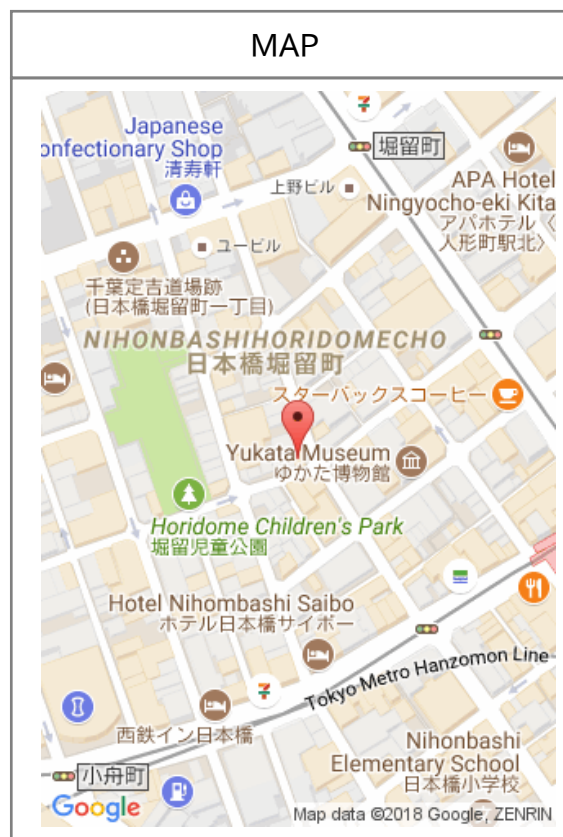 MAP
Japanese
onfectionary Shop
清寿軒
堀留町
APA Hotel
Ningyocho-eki Kita
アパホテル〈
人形町駅北〉
上野ビル
ユービル
千葉定吉道場跡
(日本橋堀留町一丁目)
NIHONBASHIHORIDOMECHO
日本橋堀留町
スターバックスコーヒー
Yukata Museum
ゆかた博物館
Horidome Children's Park
堀留児童公園
Hotel Nihombashi Saibo
ホテル日本橋サイボー
Tokyo Metro Hanzomon Line
西鉄イン日本橋
Nihonbashi
Elementary School
日本橋小学校
小舟町
Google
Map data ©2018 Google, ZENRIN